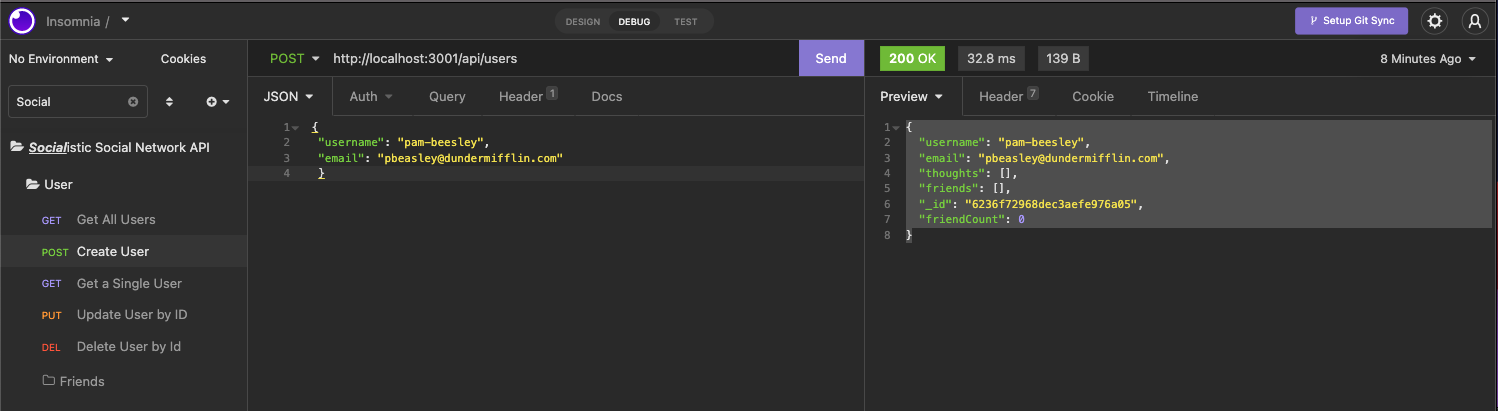 Insomnia /
DESIGN DEBUG TEST
Setup Git Sync
No Environment Cookies
POST http://localhost:3001/api/users Send
200 OK 32.8 ms 139 B 8 Minutes Ago
Social
JSON Auth Query Header 1 Docs
Preview Header 7 Cookie Timeline
Socialistic Social Network API
User
GET Get All Users
POST Create User
GET Get a Single User
PUT Update User by ID
DEL Delete User by Id
Friends
1 {
2 "username": "pam-beesley",
3 "email": "pbeasley@dundermifflin.com"
4 }
1 {
2 "username": "pam-beesley",
3 "email": "pbeasley@dundermifflin.com",
4 "thoughts": [],
5 "friends": [],
6 "_id": "6236f72968dec3aefe976a05",
7 "friendCount": 0
8 }